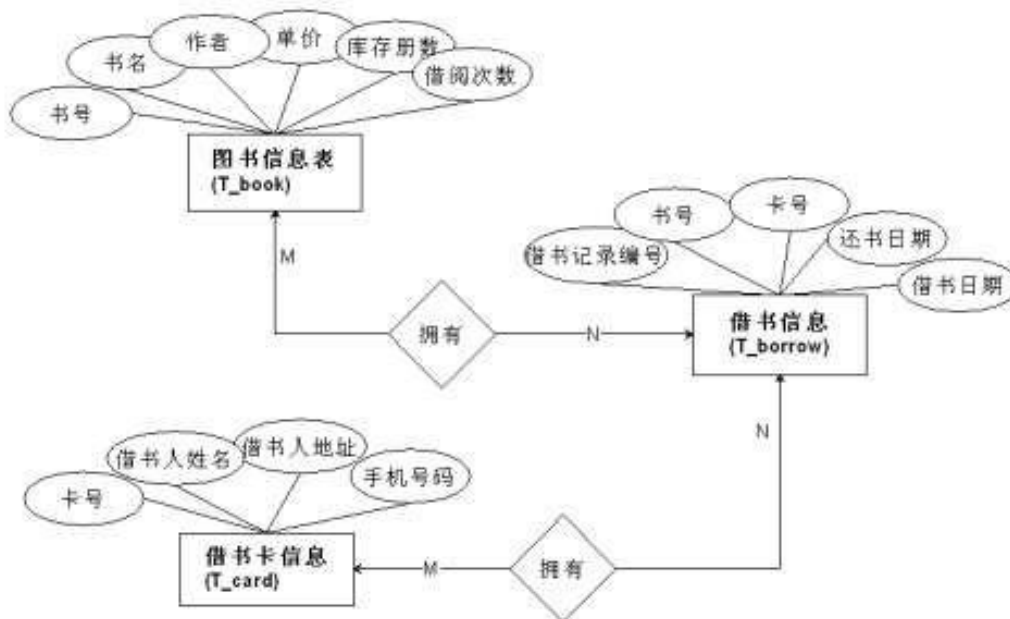 作者
单价
库存册数
书名
借阅次数
书号
图书信息表
(T_book)
卡号
书号
还书日期
M
借书记录编号
借书日期
借书信息
(T_borrow)
拥有
N
N
借书人地址
借书人姓名
手机号码
卡号
借书卡信息
(T_card)
M
拥有